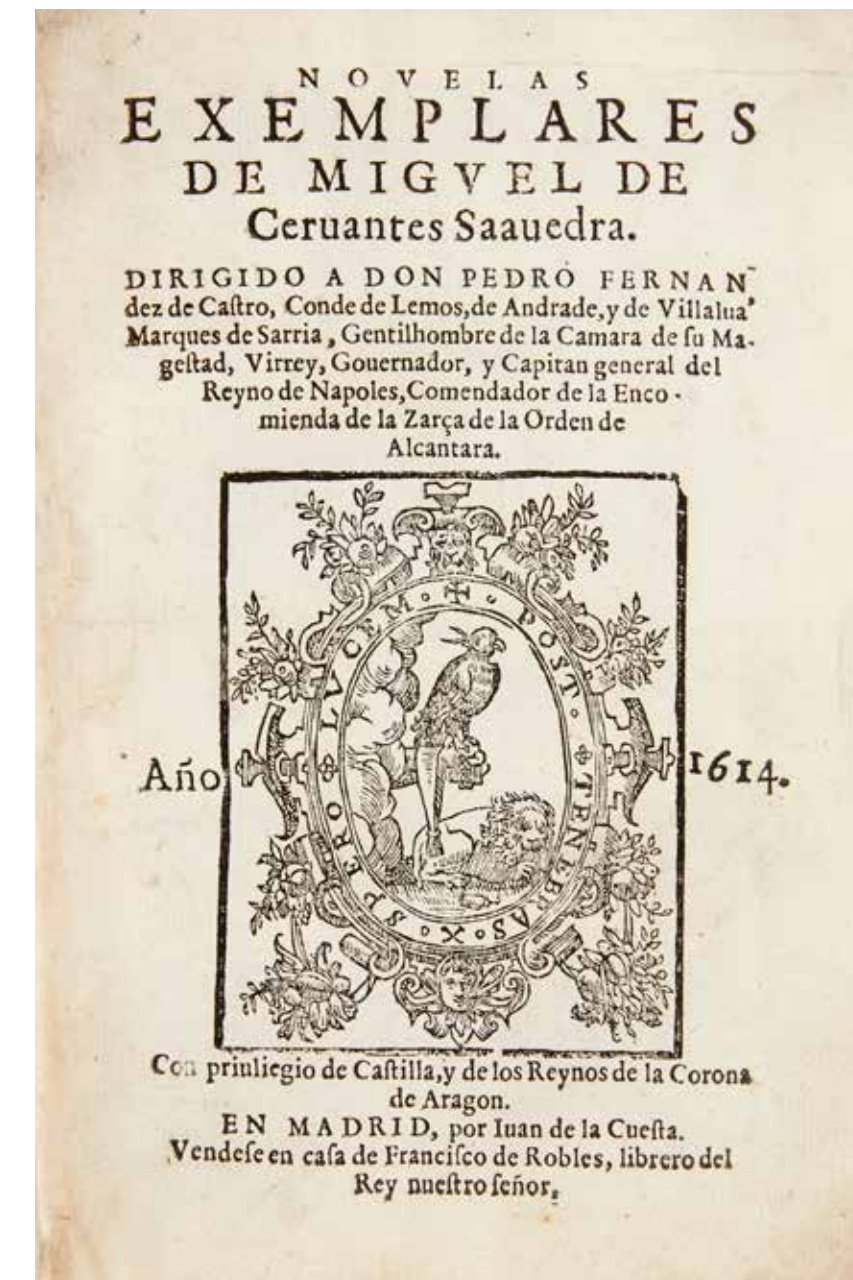 NOVELAS
EXEMPLARES
DE MIGVEL DE
Ceruantes Saauedra.
DIRIGIDO A DON PEDRO FERNAN-
dez de Caſtro, Conde de Lemos, de Andrade, y de Villalua,
Marques de Sarria, Gentilhombre de la Camara de ſu Ma-
geſtad, Virrey, Gouernador, y Capitan general del
Reyno de Napoles, Comendador de la Enco-
mienda de la Zarça de la Orden de
Alcantara.
SPERO LVCEM POST TENEBRAS
Año 1614.
Con priuliegio de Caſtilla, y de los Reynos de la Corona
de Aragon.
EN MADRID, por Iuan de la Cueſta.
Vendeſe en caſa de Franciſco de Robles, librero del
Rey nueſtro ſeñor.